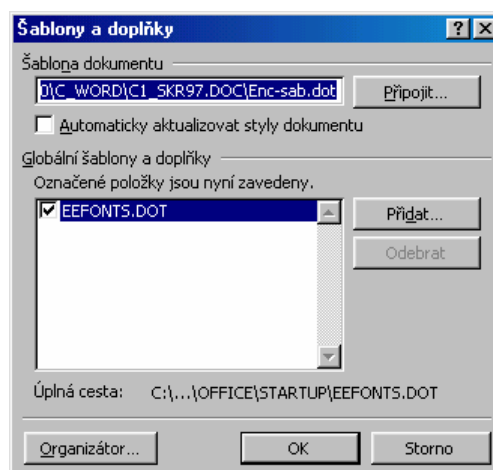 Šablony a doplňky
Šablona dokumentu
0\C_WORD\C1_SKR97.DOC\Enc-sab.dot
Připojit...
Automaticky aktualizovat styly dokumentu
Globální šablony a doplňky
Označené položky jsou nyní zavedeny.
EEFONTS.DOT
Přidat...
Odebrat
Úplná cesta: C:\...\OFFICE\STARTUP\EEFONTS.DOT
Organizátor... OK Storno